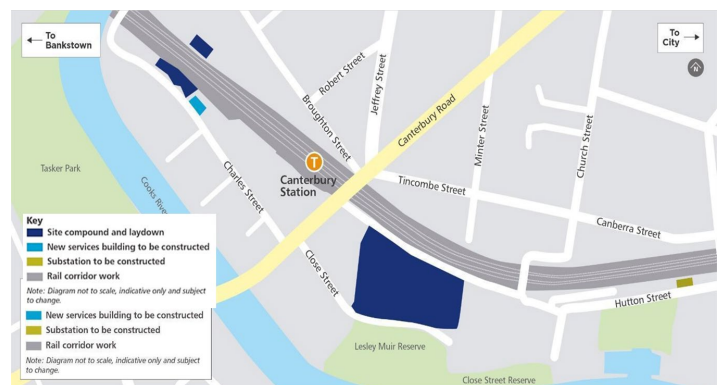 To
Bankstown
To
City
N
Robert Street
Jeffrey Street
Broughton Street
Canterbury Road
Minter Street
Church Street
Tasker Park
Cooks River
Charles Street
T
Canterbury
Station
Tincombe Street
Canberra Street
Close Street
Hutton Street
Lesley Muir Reserve
Close Street Reserve
Key
Site compound and laydown
New services building to be constructed
Substation to be constructed
Rail corridor work
Note: Diagram not to scale, indicative only and subject
to change.
New services building to be constructed
Substation to be constructed
Rail corridor work
Note: Diagram not to scale, indicative only and subject
to change.